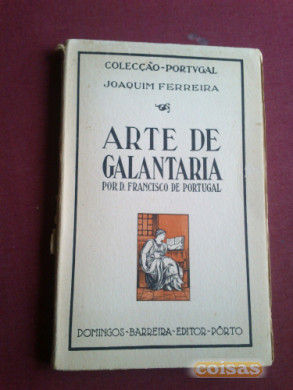 COLECÇÃO-PORTVGAL
JOAQUIM FERREIRA
ARTE DE
GALANTARIA
POR D. FRANCISCO DE PORTUGAL
DOMINGOS-BARREIRA-EDITOR-PÔRTO
coisas